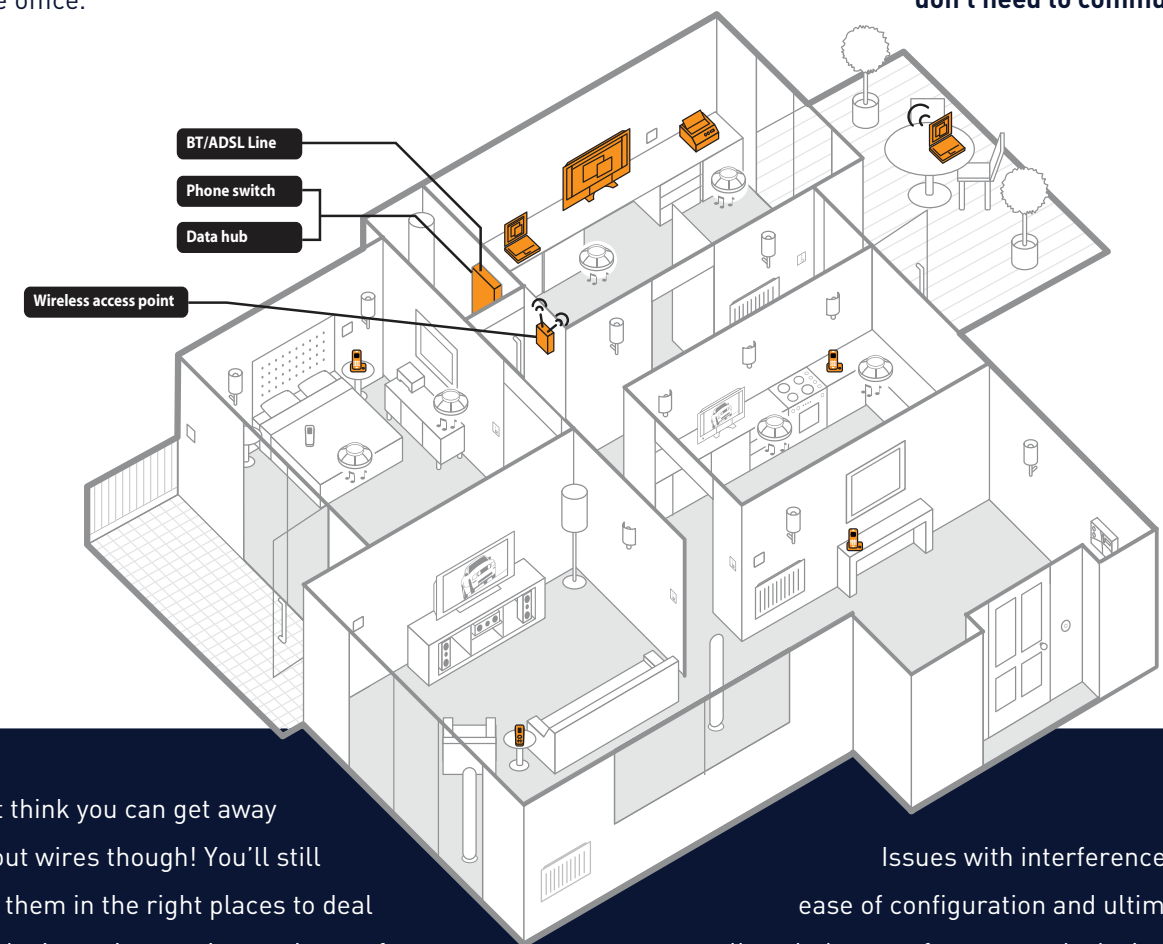 e office.
don't need to commu
BT/ADSL Line
Phone switch
Data hub
Wireless access point
t think you can get away
out wires though! You'll still
them in the right places to deal
Issues with interference
ease of configuration and ultim